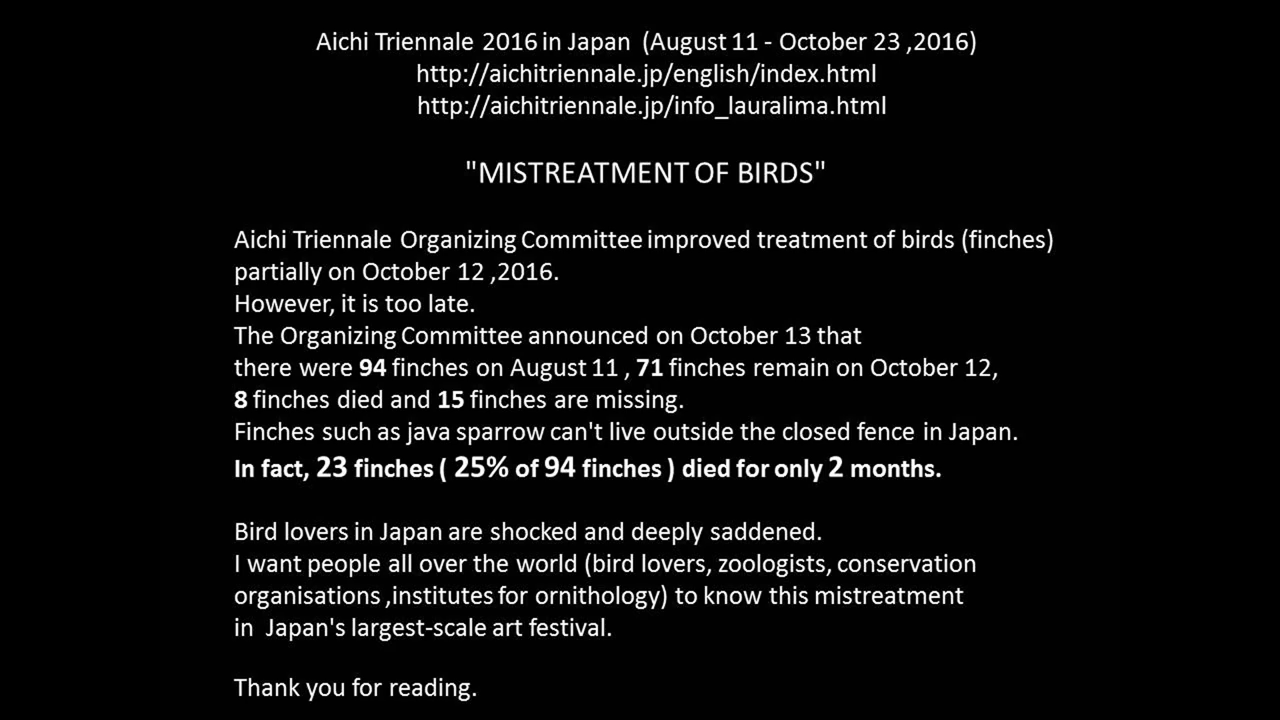 Aichi Triennale 2016 in Japan (August 11 - October 23 ,2016)
http://aichitriennale.jp/english/index.html
http://aichitriennale.jp/info_lauralima.html
"MISTREATMENT OF BIRDS"
Aichi Triennale Organizing Committee improved treatment of birds (finches)
partially on October 12 ,2016.
However, it is too late.
The Organizing Committee announced on October 13 that
there were 94 finches on August 11 , 71 finches remain on October 12,
8 finches died and 15 finches are missing.
Finches such as java sparrow can't live outside the closed fence in Japan.
In fact, 23 finches ( 25% of 94 finches ) died for only 2 months.
Bird lovers in Japan are shocked and deeply saddened.
I want people all over the world (bird lovers, zoologists, conservation
organisations ,institutes for ornithology) to know this mistreatment
in Japan's largest-scale art festival.
Thank you for reading.